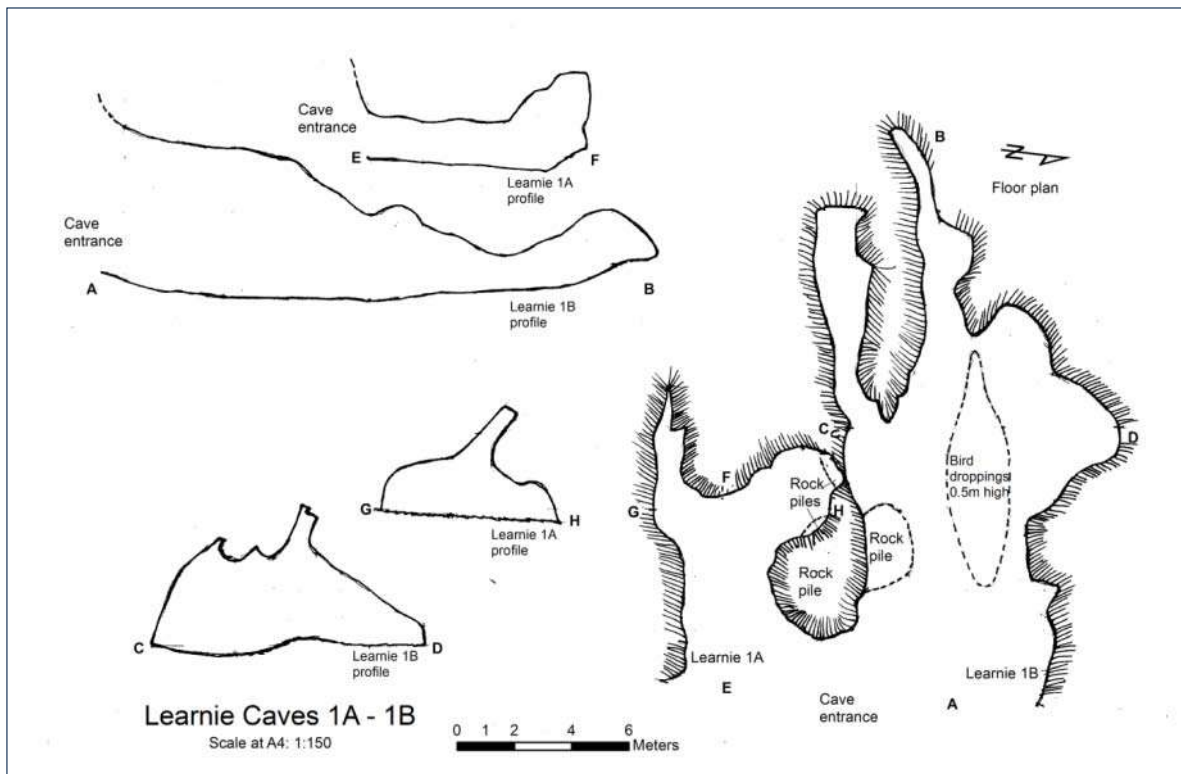 Cave
entrance
E
F
Learnie 1A
profile
Cave
entrance
A
B
Learnie 1B
profile
G
H
Learnie 1A
profile
C
D
Learnie 1B
profile
B
N
Floor plan
C
D
F
G
H
Rock
piles
Rock
pile
Rock
pile
Bird
droppings
0.5m high
Learnie 1A
E
Cave
entrance
A
Learnie 1B
Learnie Caves 1A - 1B
Scale at A4: 1:150
0 2 4 6
Meters